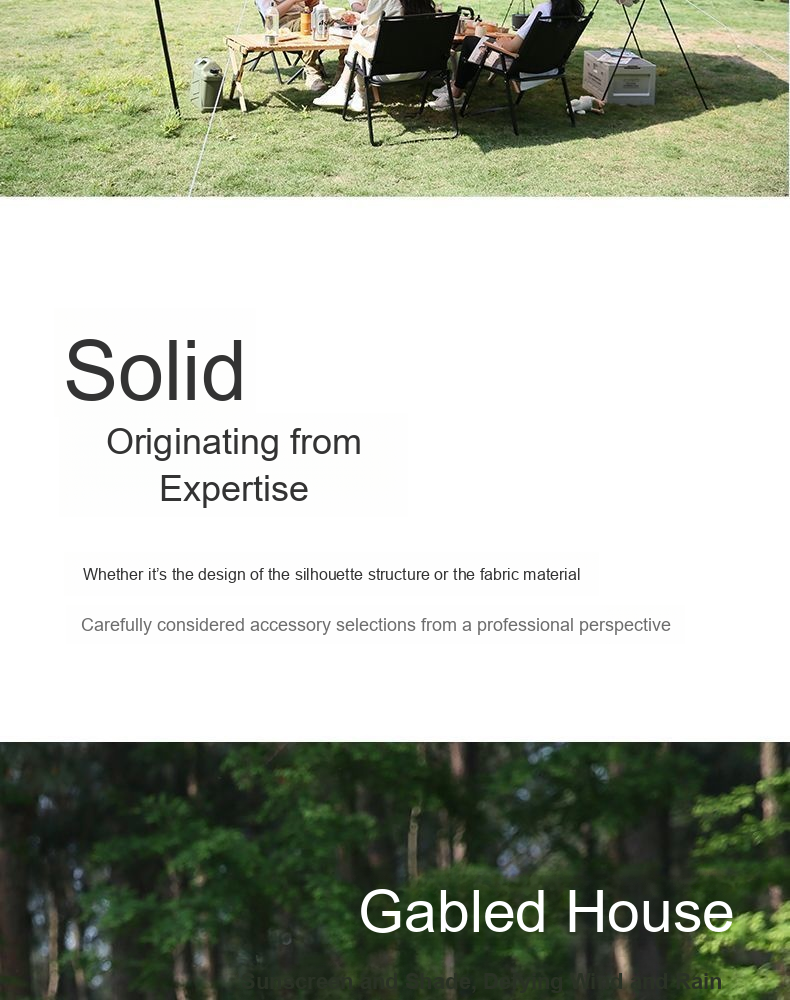 Solid
Originating from
Expertise
Whether it's the design of the silhouette structure or the fabric material
Carefully considered accessory selections from a professional perspective
Gabled House
Sunscreen and Shade, Defying Wind and Rain